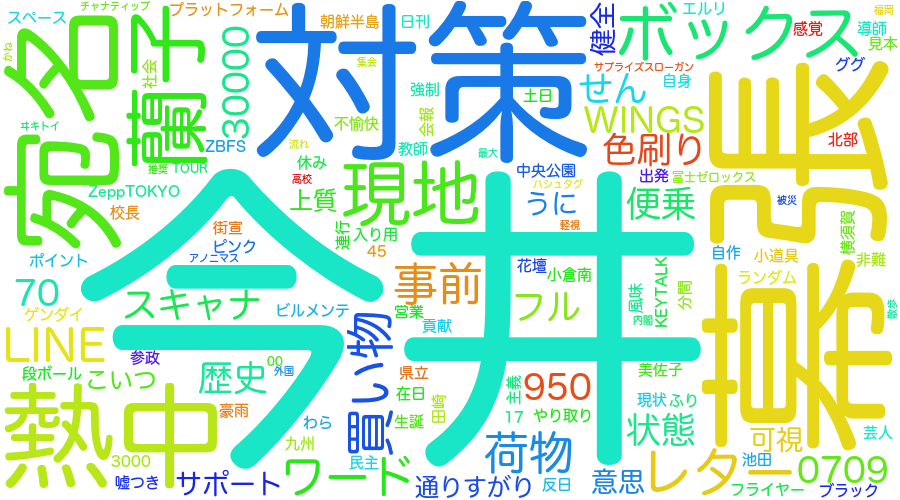 スペース
チャナティップ
プラットフォーム
朝鮮半島
日刊
エルリ
福岡
感覚
導師
見本
かね
宛名
蘭子
社会
30000
対策
集会
健全
ボックス
サプライズスローガン
ググ
強制
土日
せん
自身
不愉快
会報
WINGS
北部
ヰキトイ
ZBFS
流れ
教師
最大
色刷り
幕張
推奨
TOUR
休み
高校
中央公園
出発
富士ゼロックス
ハシュタグ
ZeppTOKYO
上質
現地
うに
便乗
被災
校長
街宣
ピンク
アノニマス
連行
入り用
45
軽視
横須賀
自作
小道具
非難
ポイント
今井
花壇
小倉南
70
スキャナ
事前
フル
風味
内閣
KEYTALK
分間
ランダム
散歩
ゲンダイ
ビルメンテ
営業
貢献
LINE
参政
買い物
00
外国
歴史
段ボール
こいつ
県立
在日
主義
950
芙佐子
現状
ふり
熱中
豪雨
わら
生誕
田崎
17
やり取り
状態
可視
芸人
九州
荷物
3000
民主
池田
レター
0709
嘘つき
サポート
ワード
通りすがり
反日
意思
フライヤー
ブラック